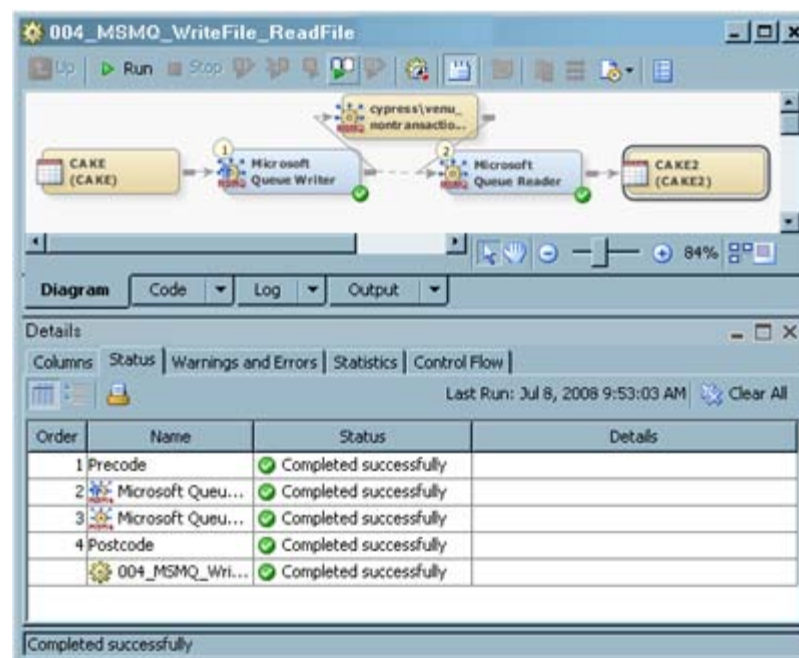 004_MSMQ_WriteFile_ReadFile
Up Run Stop
cypress\venu_
nontransactio...
1
2
CAKE
(CAKE)
Microsoft
Queue Writer
Microsoft
Queue Reader
CAKE2
(CAKE2)
84%
Diagram Code Log Output
Details
Columns Status Warnings and Errors Statistics Control Flow
Last Run: Jul 8, 2008 9:53:03 AM Clear All
Order Name Status Details
1 Precode Completed successfully
2 Microsoft Queu... Completed successfully
3 Microsoft Queu... Completed successfully
4 Postcode Completed successfully
004_MSMQ_Wri... Completed successfully
Completed successfully